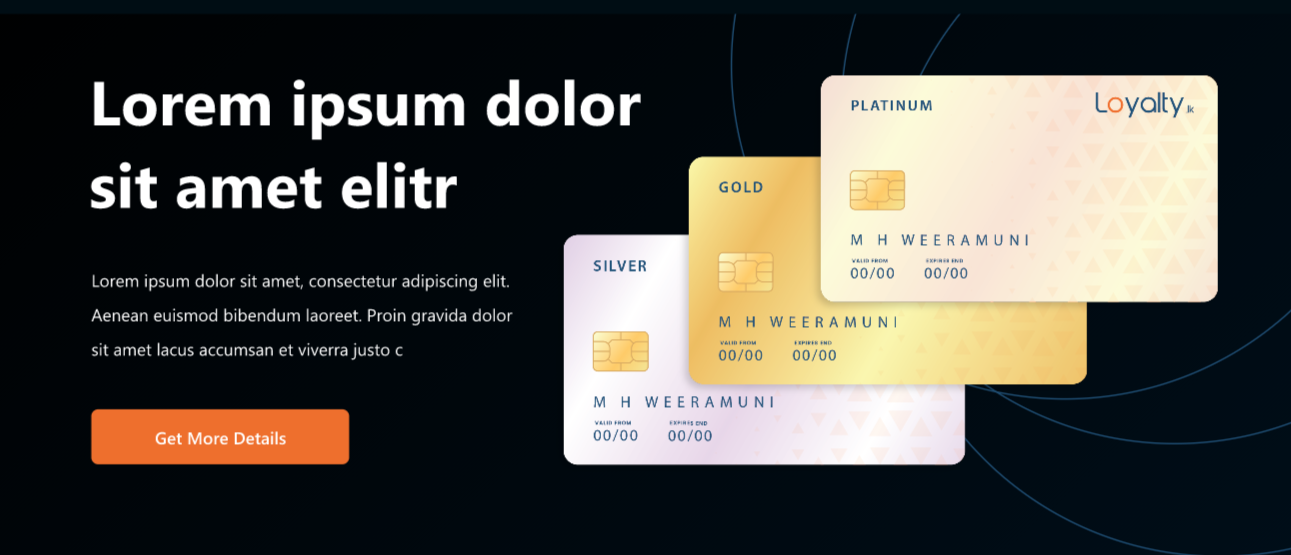 Lorem ipsum dolor
sit amet elitr
Lorem ipsum dolor sit amet, consectetur adipiscing elit.
Aenean euismod bibendum laoreet. Proin gravida dolor
sit amet lacus accumsan et viverra justo c
Get More Details
PLATINUM
Loyalty.lk
M H WEERAMUNI
VALID FROM EXPIRES END
00/00 00/00
GOLD
M H WEERAMUNI
VALID FROM EXPIRES END
00/00 00/00
SILVER
M H WEERAMUNI
VALID FROM EXPIRES END
00/00 00/00